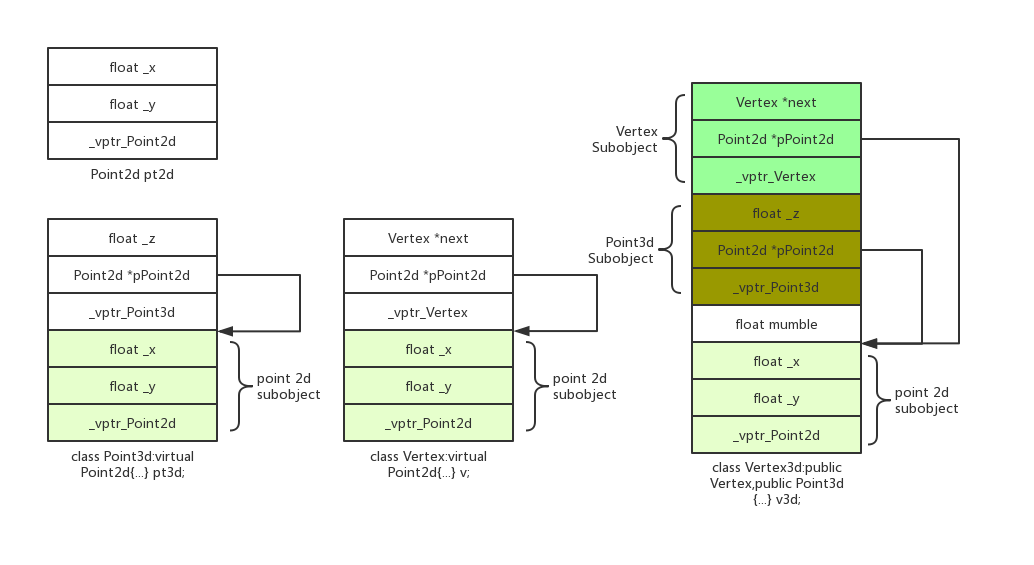 float _x
float _y
_vptr_Point2d
Point2d pt2d
float _z
Point2d *pPoint2d
_vptr_Point3d
float _x
float _y
_vptr_Point2d
point 2d
subobject
class Point3d:virtual
Point2d{...} pt3d;
Vertex *next
Point2d *pPoint2d
_vptr_Vertex
float _x
float _y
_vptr_Point2d
point 2d
subobject
class Vertex:virtual
Point2d{...} v;
Vertex
Subobject
Vertex *next
Point2d *pPoint2d
_vptr_Vertex
Point3d
Subobject
float _z
Point2d *pPoint2d
_vptr_Point3d
float mumble
float _x
float _y
_vptr_Point2d
point 2d
subobject
class Vertex3d:public
Vertex,public Point3d
{...} v3d;